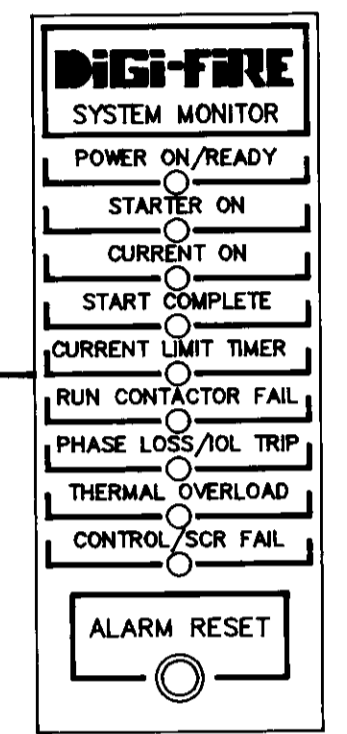 DiGi-FiRE
SYSTEM MONITOR
POWER ON/READY
STARTER ON
CURRENT ON
START COMPLETE
CURRENT LIMIT TIMER
RUN CONTACTOR FAIL
PHASE LOSS/IOL TRIP
THERMAL OVERLOAD
CONTROL/SCR FAIL
ALARM RESET